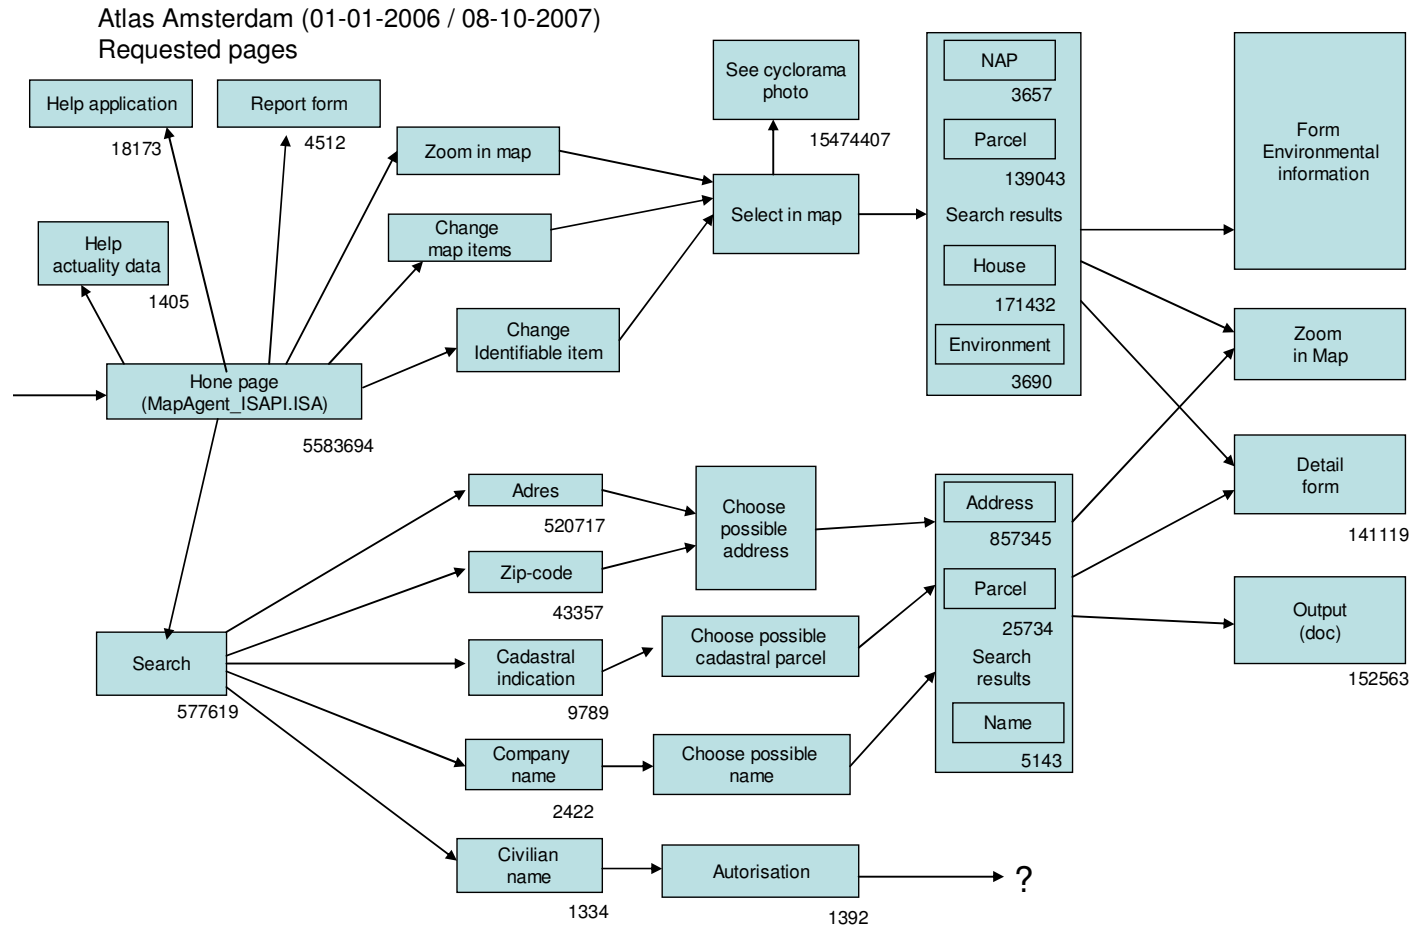 Atlas Amsterdam (01-01-2006 / 08-10-2007)
Requested pages
Help application
18173
Report form
4512
Zoom in map
See cyclorama
photo
15474407
NAP
3657
Parcel
139043
Search results
House
171432
Environment
3690
Form
Environmental
information
Help
actuality data
1405
Change
map items
Select in map
Change
Identifiable item
Zoom
in Map
Hone page
(MapAgent_ISAPI.ISA)
5583694
Detail
form
141119
Adres
520717
Choose
possible
address
Address
857345
Zip-code
43357
Parcel
25734
Output
(doc)
152563
Search
577619
Cadastral
indication
9789
Choose possible
cadastral parcel
Search
results
Name
5143
Company
name
2422
Choose possible
name
Civilian
name
1334
Autorisation
1392
?